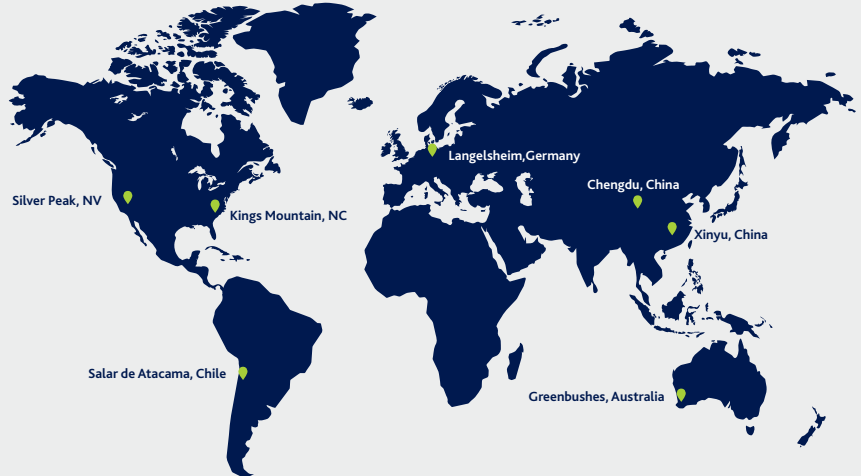 Langelsheim,Germany
Chengdu, China
Silver Peak, NV
Kings Mountain, NC
Xinyu, China
Salar de Atacama, Chile
Greenbushes, Australia